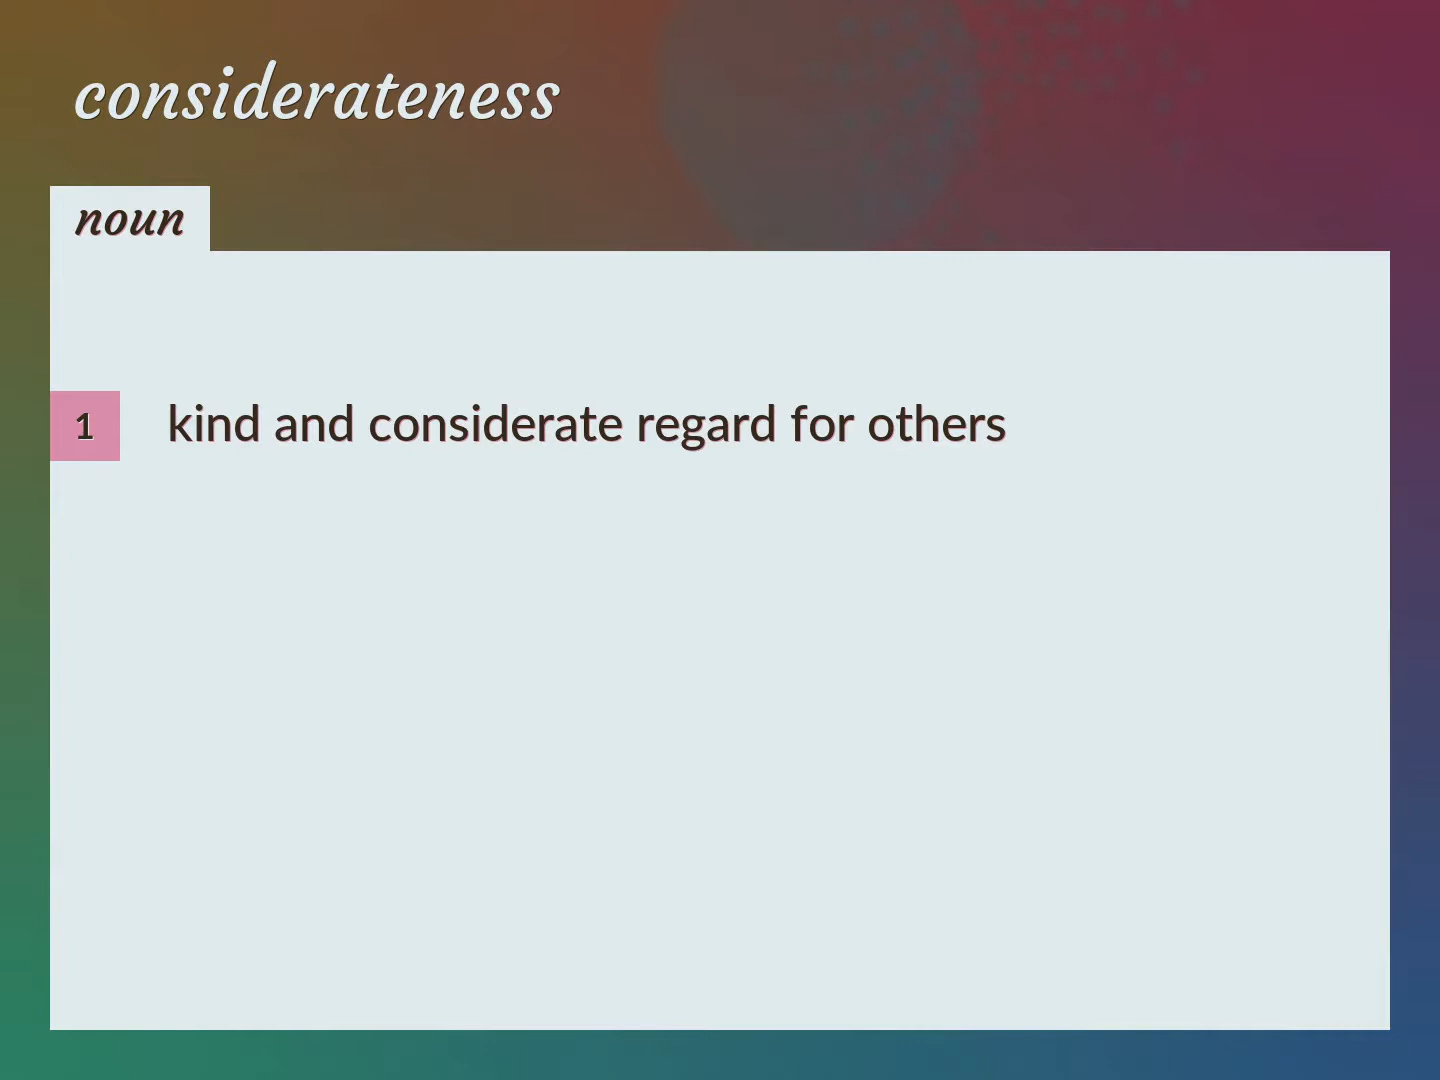 considerateness
noun
1 kind and considerate regard for others